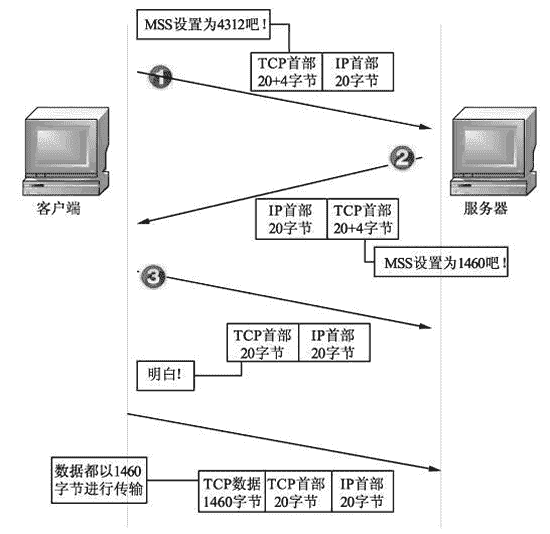 MSS设置为4312吧！
TCP首部 IP首部
20+4字节 20字节
1
2
客户端
服务器
IP首部 TCP首部
20字节 20+4字节
MSS设置为1460吧！
3
TCP首部 IP首部
20字节 20字节
明白！
数据都以1460
字节进行传输
TCP数据 TCP首部 IP首部
1460字节 20字节 20字节